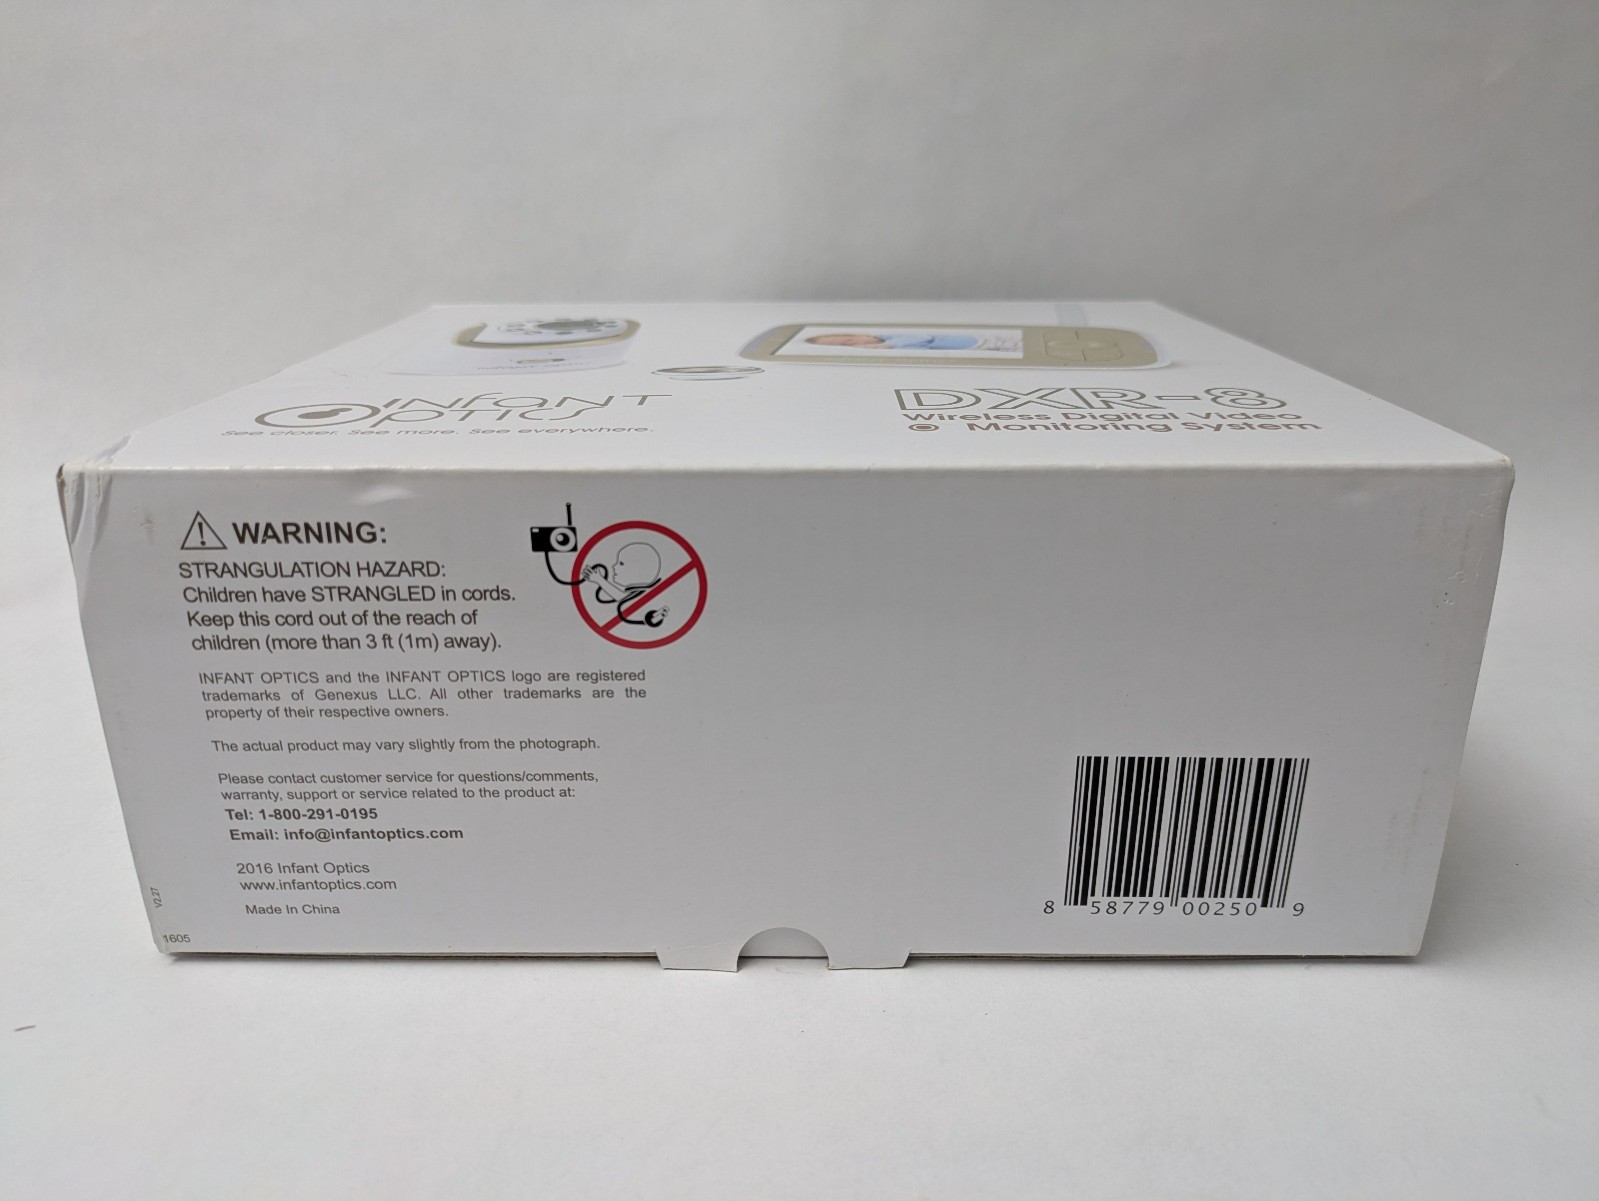 INFANT
OPTICS
See closer. See more. See everywhere.
DXR-8
Wireless Digital Video
Monitoring System
WARNING:
STRANGULATION HAZARD:
Children have STRANGLED in cords.
Keep this cord out of the reach of
children (more than 3 ft (1m) away).
INFANT OPTICS and the INFANT OPTICS logo are registered
trademarks of Genexus LLC. All other trademarks are the
property of their respective owners.
The actual product may vary slightly from the photograph.
Please contact customer service for questions/comments,
warranty, support or service related to the product at:
Tel: 1-800-291-0195
Email: info@infantoptics.com
2016 Infant Optics
www.infantoptics.com
Made In China
V2.27
1605
8 58779 00250 9